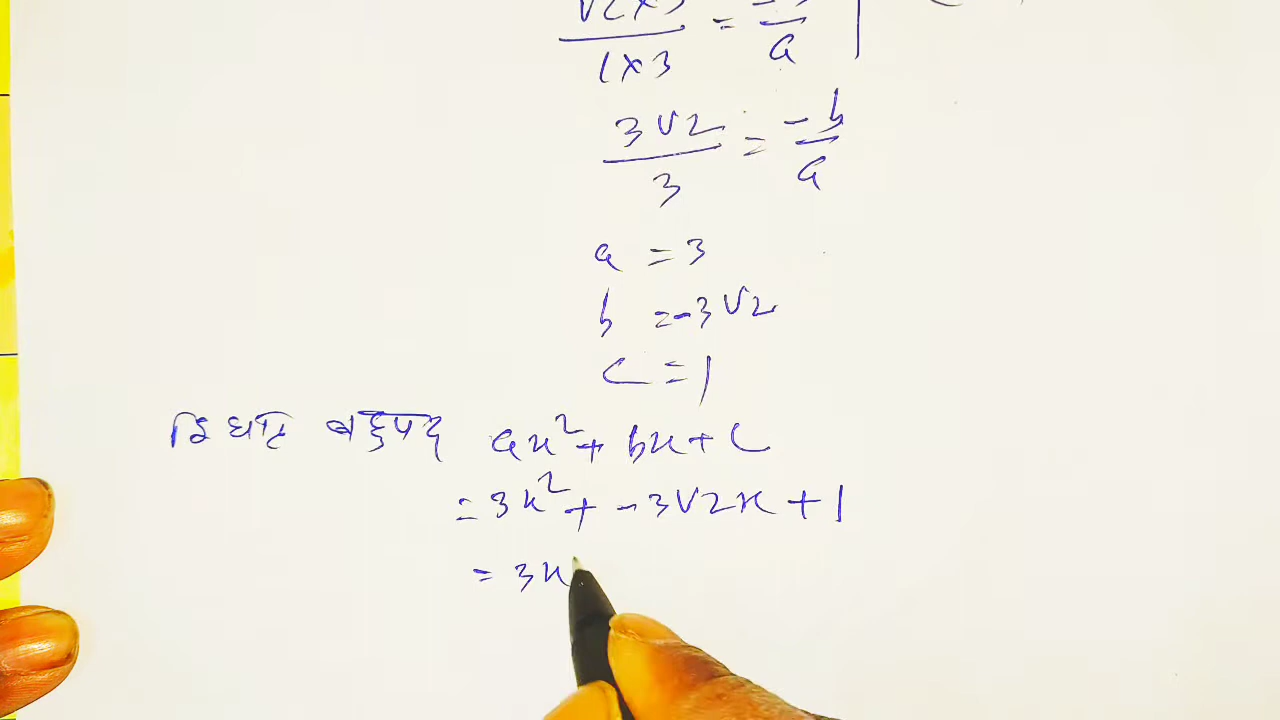 √2×3/1×3 = -b/a
3√2/3 = -b/a
a = 3
b = -3√2
c = 1
द्विघात बहुपद ax² + bx + c
= 3x² + -3√2x + 1
= 3x